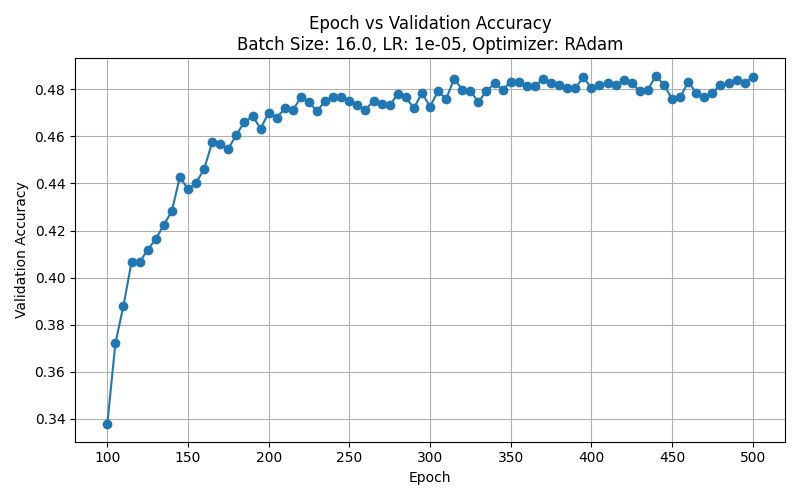 Epoch vs Validation Accuracy
Batch Size: 16.0, LR: 1e-05, Optimizer: RAdam
Validation Accuracy
0.48
0.46
0.44
0.42
0.40
0.38
0.36
0.34
100 150 200 250 300 350 400 450 500
Epoch